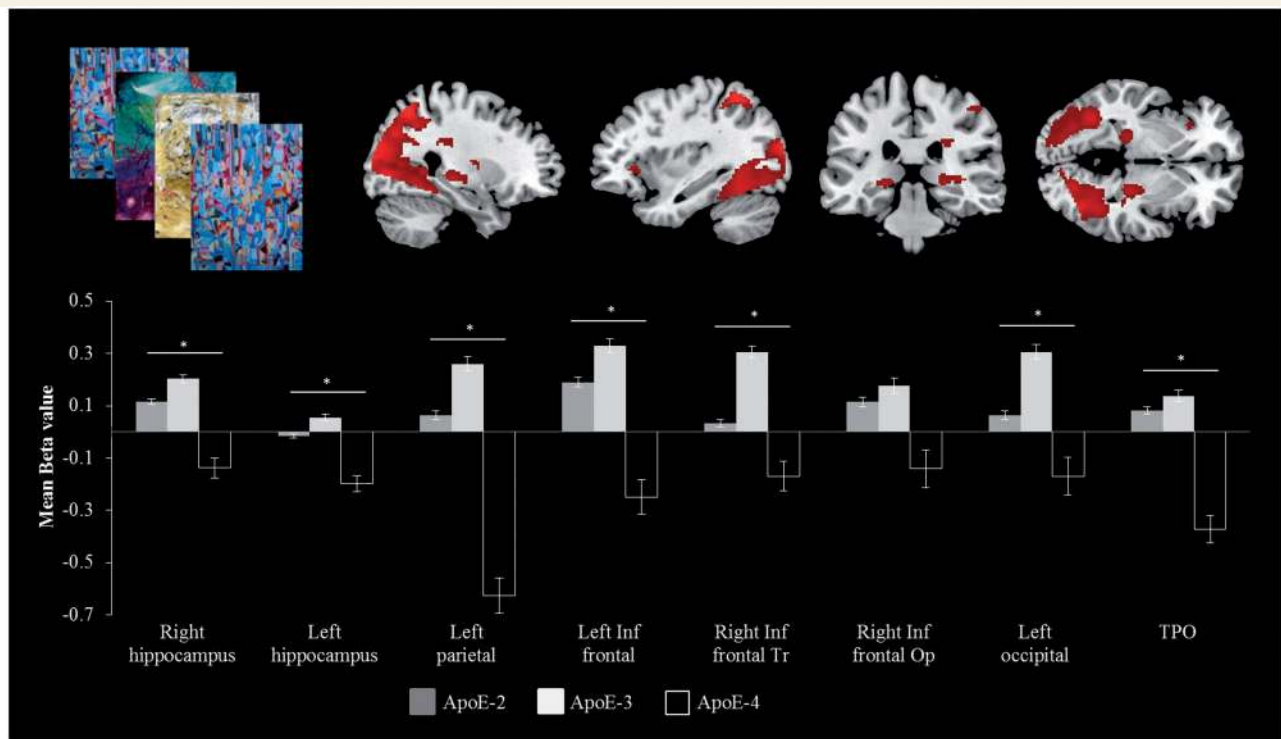 0.5
0.3
0.1
-0.1
-0.3
-0.5
-0.7
Mean Beta value
*
*
*
*
*
*
*
Right
hippocampus
Left
hippocampus
Left
parietal
Left Inf
frontal
Right Inf
frontal Tr
Right Inf
frontal Op
Left
occipital
TPO
ApoE-2
ApoE-3
ApoE-4